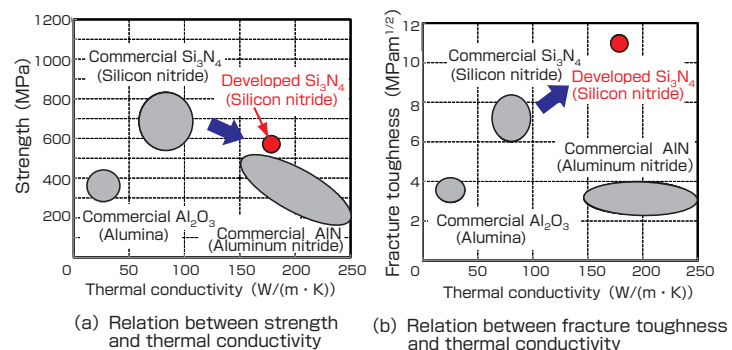 Strength (MPa)
1200
1000
800
600
400
200
0
50
100
150
200
250
Thermal conductivity (W/(m・K))
Commercial Si₃N₄
(Silicon nitride)
Developed Si₃N₄
(Silicon nitride)
Commercial Al₂O₃
(Alumina)
Commercial AlN
(Aluminum nitride)
(a) Relation between strength
and thermal conductivity
Fracture toughness (MPam¹/²)
12
10
8
6
4
2
0
50
100
150
200
250
Thermal conductivity (W/(m・K))
Commercial Si₃N₄
(Silicon nitride)
Developed Si₃N₄
(Silicon nitride)
Commercial AlN
(Aluminum nitride)
Commercial Al₂O₃
(Alumina)
(b) Relation between fracture toughness
and thermal conductivity